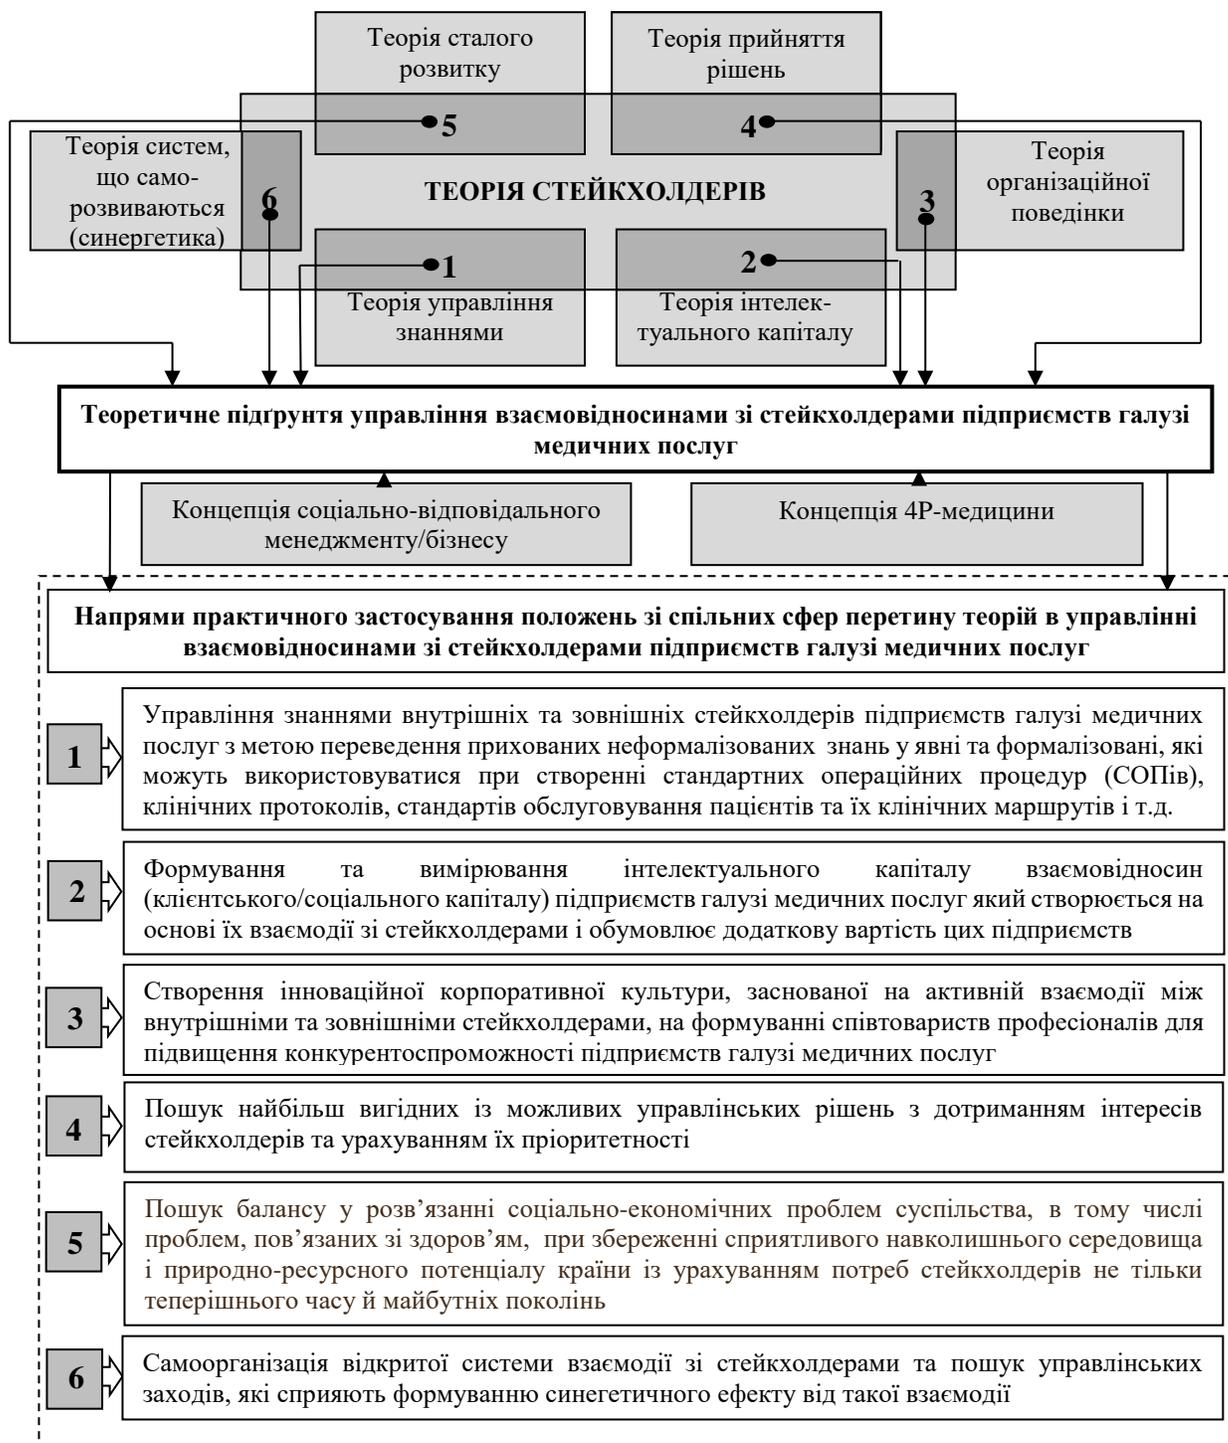 Теорія сталого
розвитку
Теорія прийняття
рішень
5
4
Теорія систем,
що само-
розвиваються
(синергетика)
6
ТЕОРІЯ СТЕЙКХОЛДЕРІВ
3
Теорія
організаційної
поведінки
1
2
Теорія управління
знаннями
Теорія інтелек-
туального капіталу
Теоретичне підґрунтя управління взаємовідносинами зі стейкхолдерами підприємств галузі
медичних послуг
Концепція соціально-відповідального
менеджменту/бізнесу
Концепція 4Р-медицини
Напрями практичного застосування положень зі спільних сфер перетину теорій в управлінні
взаємовідносинами зі стейкхолдерами підприємств галузі медичних послуг
1
Управління знаннями внутрішніх та зовнішніх стейкхолдерів підприємств галузі медичних
послуг з метою переведення прихованих неформалізованих знань у явні та формалізовані, які
можуть використовуватися при створенні стандартних операційних процедур (СОПів),
клінічних протоколів, стандартів обслуговування пацієнтів та їх клінічних маршрутів і т.д.
2
Формування та вимірювання інтелектуального капіталу взаємовідносин
(клієнтського/соціального капіталу) підприємств галузі медичних послуг який створюється на
основі їх взаємодії зі стейкхолдерами і обумовлює додаткову вартість цих підприємств
3
Створення інноваційної корпоративної культури, заснованої на активній взаємодії між
внутрішніми та зовнішніми стейкхолдерами, на формуванні співтовариств професіоналів для
підвищення конкурентоспроможності підприємств галузі медичних послуг
4
Пошук найбільш вигідних із можливих управлінських рішень з дотриманням інтересів
стейкхолдерів та урахуванням їх пріоритетності
5
Пошук балансу у розв’язанні соціально-економічних проблем суспільства, в тому числі
проблем, пов’язаних зі здоров’ям, при збереженні сприятливого навколишнього середовища
і природно-ресурсного потенціалу країни із урахуванням потреб стейкхолдерів не тільки
теперішнього часу й майбутніх поколінь
6
Самоорганізація відкритої системи взаємодії зі стейкхолдерами та пошук управлінських
заходів, які сприяють формуванню синегетичного ефекту від такої взаємодії